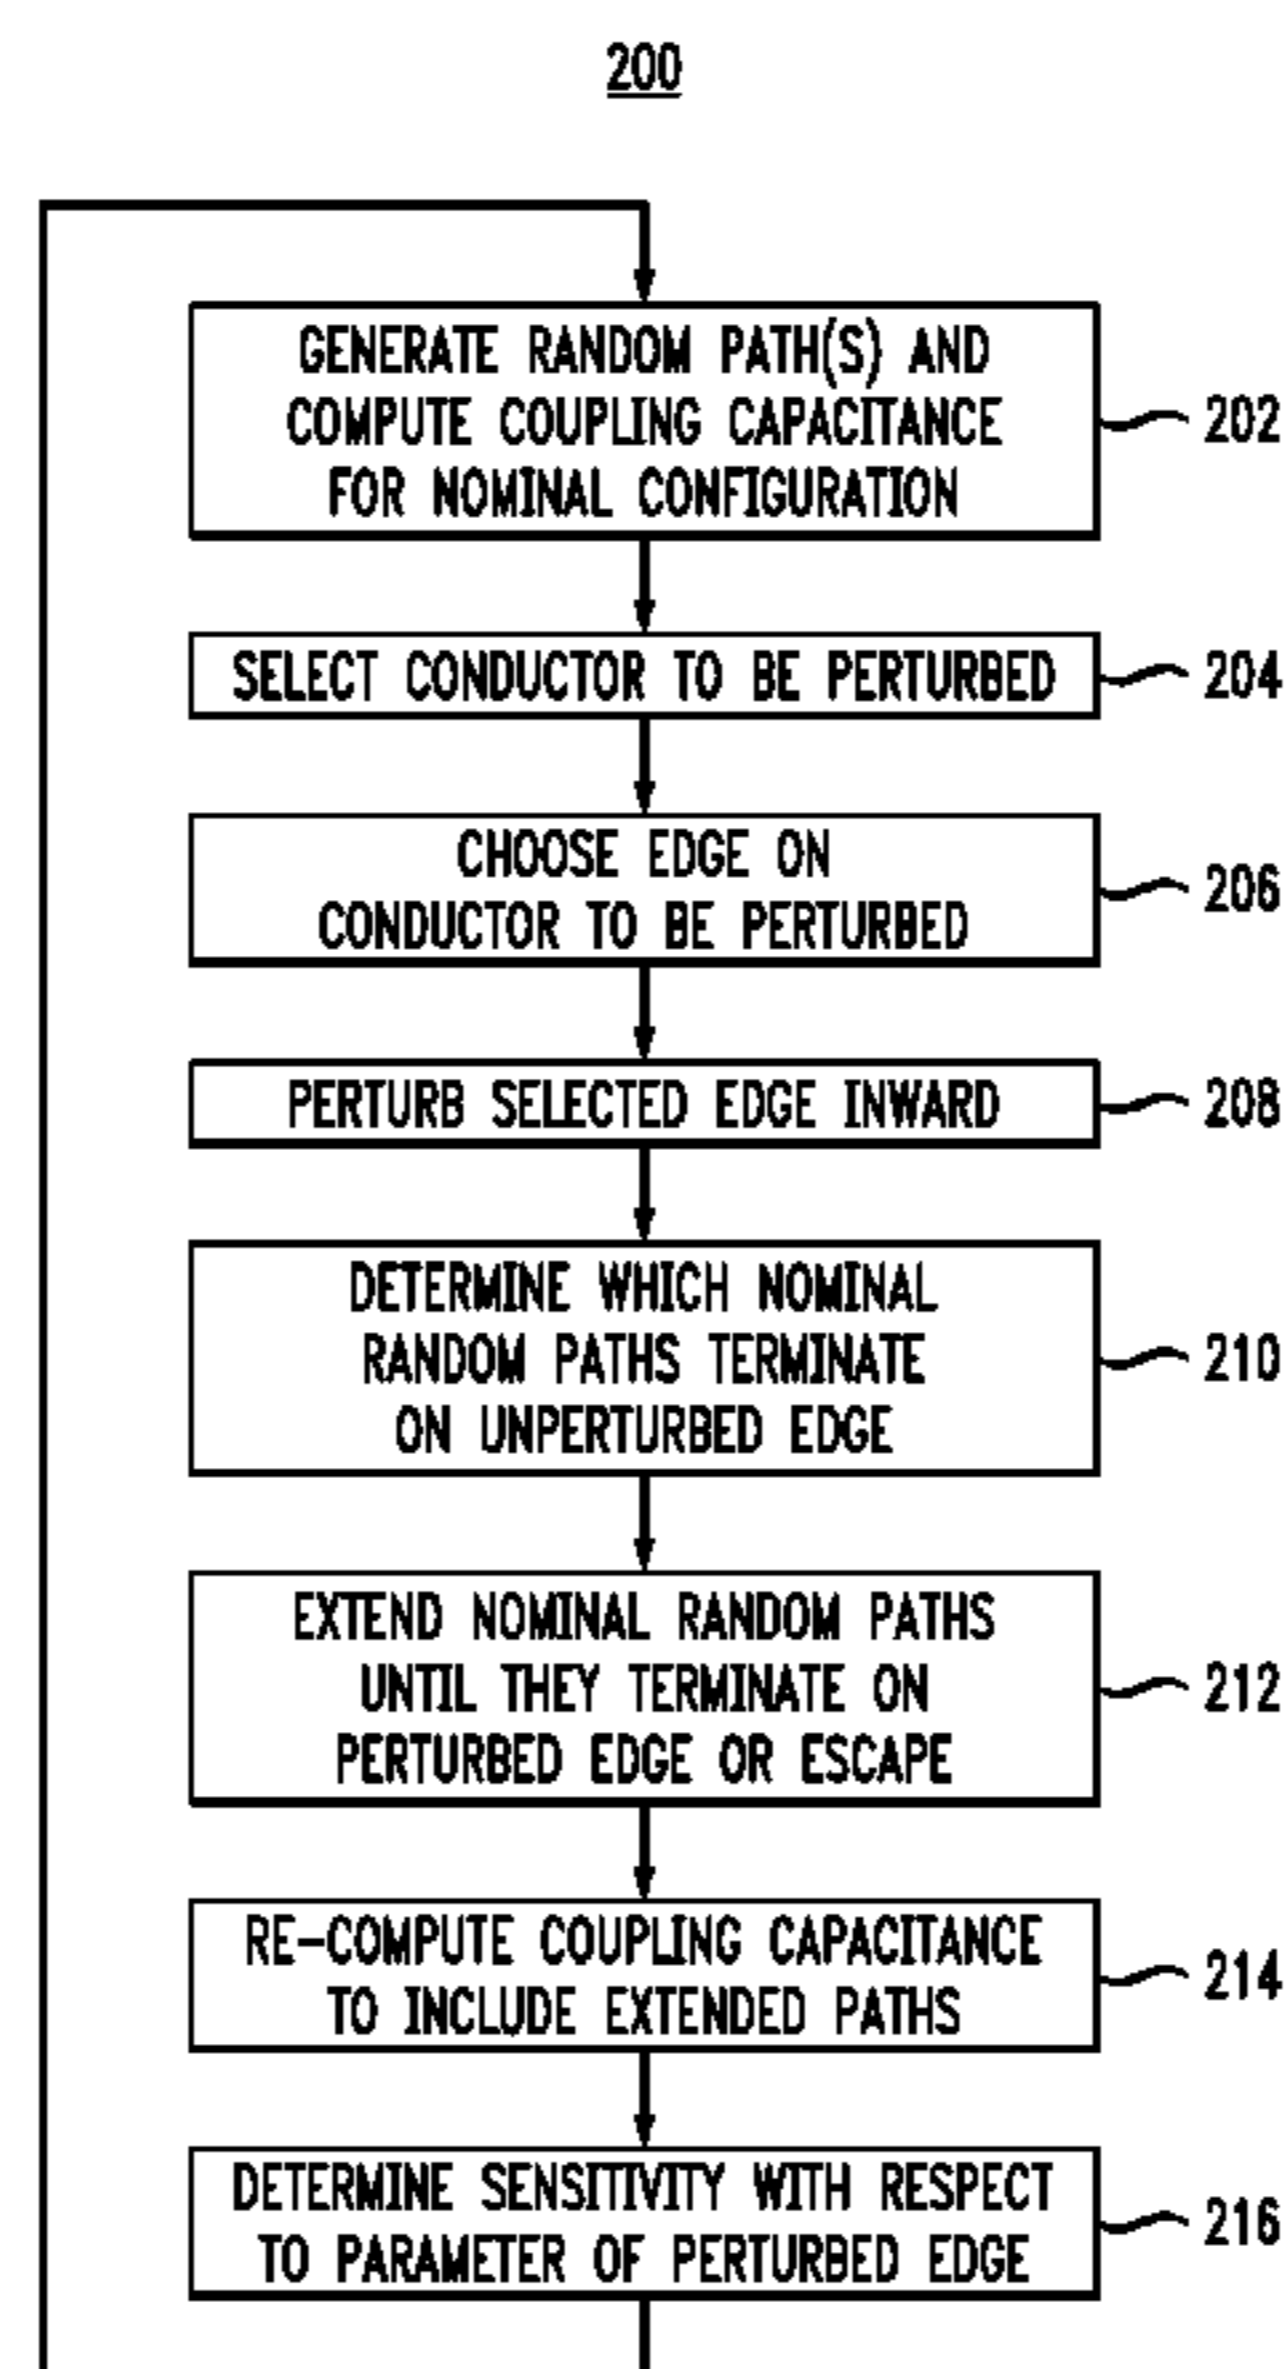 200
GENERATE RANDOM PATH(S) AND
COMPUTE COUPLING CAPACITANCE
FOR NOMINAL CONFIGURATION
202
SELECT CONDUCTOR TO BE PERTURBED
204
CHOOSE EDGE ON
CONDUCTOR TO BE PERTURBED
206
PERTURB SELECTED EDGE INWARD
208
DETERMINE WHICH NOMINAL
RANDOM PATHS TERMINATE
ON UNPERTURBED EDGE
210
EXTEND NOMINAL RANDOM PATHS
UNTIL THEY TERMINATE ON
PERTURBED EDGE OR ESCAPE
212
RE-COMPUTE COUPLING CAPACITANCE
TO INCLUDE EXTENDED PATHS
214
DETERMINE SENSITIVITY WITH RESPECT
TO PARAMETER OF PERTURBED EDGE
216